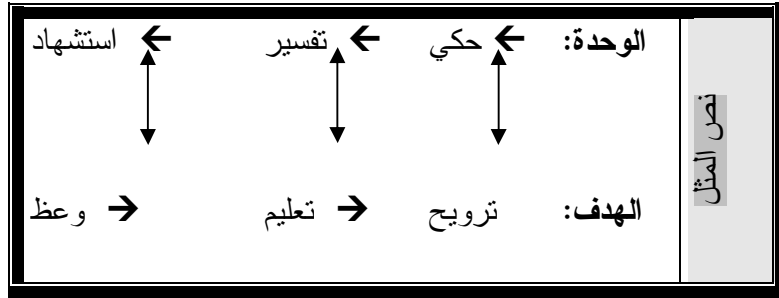 نص المثل
الوحدة: ← حكي ← تفسير ← استشهاد
الهدف: ترويح → تعليم → وعظ